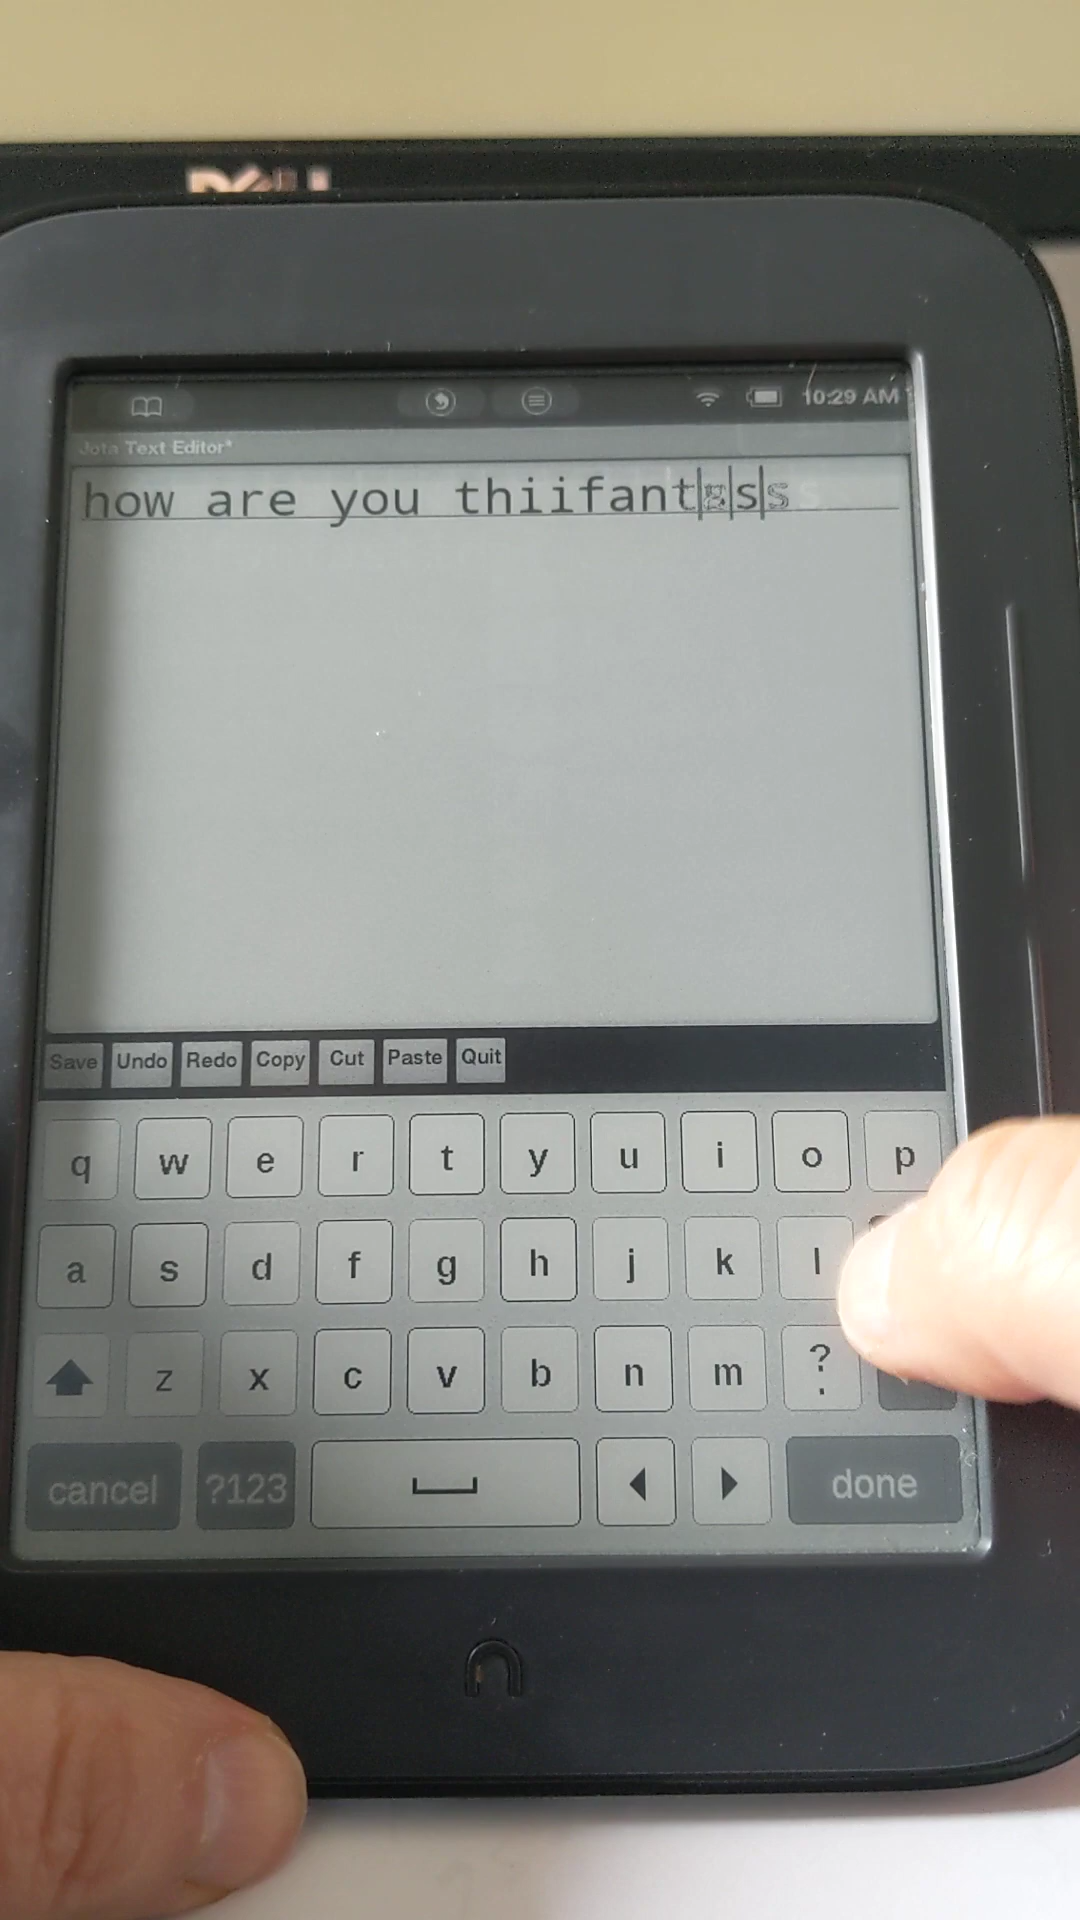 DELL
10:29 AM
Jota Text Editor*
how are you thiifant
Save Undo Redo Copy Cut Paste Quit
q w e r t y u i o p
a s d f g h j k l
z x c v b n m ? .
cancel ?123 done
n